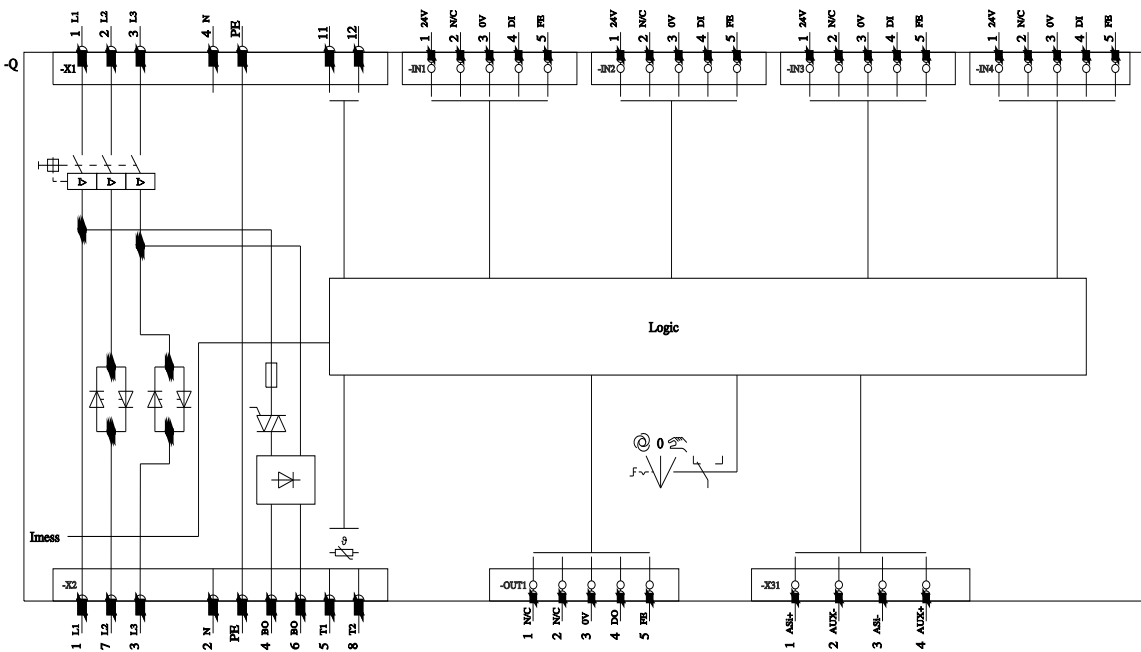 -Q
1 L1
2 L2
3 L3
4 N
PE
11
12
1 24V
2 N/C
3 0V
4 DI
5 FE
1 24V
2 N/C
3 0V
4 DI
5 FE
1 24V
2 N/C
3 0V
4 DI
5 FE
1 24V
2 N/C
3 0V
4 DI
5 FE
-X1
-IN1
-IN2
-IN3
-IN4
Logic
0
Imess
ϑ
-X2
-OUT1
-X31
1 L1
7 L2
3 L3
2 N
PE
4 BO
6 BO
5 T1
8 T2
1 N/C
2 N/C
3 0V
4 DO
5 FE
1 ASi+
2 AUX-
3 ASi-
4 AUX+